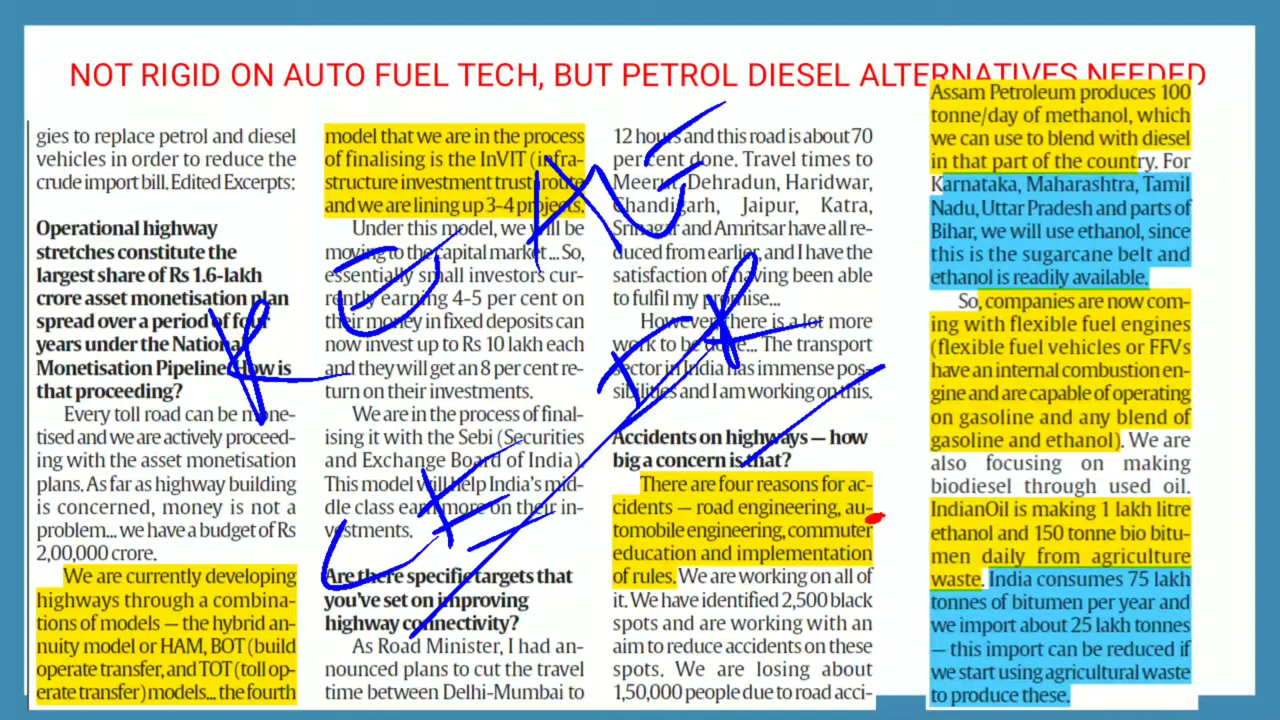 NOT RIGID ON AUTO FUEL TECH, BUT PETROL DIESEL ALTERNATIVES NEEDED
gies to replace petrol and diesel
vehicles in order to reduce the
crude import bill. Edited Excerpts:
Operational highway
stretches constitute the
largest share of Rs 1.6-lakh
crore asset monetisation plan
spread over a period of four
years under the National
Monetisation Pipeline. How is
that proceeding?
Every toll road can be mone-
tised and we are actively proceed-
ing with the asset monetisation
plans. As far as highway building
is concerned, money is not a
problem... we have a budget of Rs
2,00,000 crore.
We are currently developing
highways through a combina-
tions of models — the hybrid an-
nuity model or HAM, BOT (build
operate transfer, and TOT (toll op-
erate transfer) models... the fourth
model that we are in the process
of finalising is the InVIT (infra-
structure investment trust) route
and we are lining up 3-4 projects.
Under this model, we will be
moving to the capital market... So,
essentially small investors cur-
rently earning 4-5 per cent on
their money in fixed deposits can
now invest up to Rs 10 lakh each
and they will get an 8 per cent re-
turn on their investments.
We are in the process of final-
ising it with the Sebi (Securities
and Exchange Board of India).
This model will help India's mid-
dle class earn more on their in-
vestments.
Are there specific targets that
you've set on improving
highway connectivity?
As Road Minister, I had an-
nounced plans to cut the travel
time between Delhi-Mumbai to
12 hours and this road is about 70
per cent done. Travel times to
Meerut, Dehradun, Haridwar,
Chandigarh, Jaipur, Katra,
Srinagar and Amritsar have all re-
duced from earlier, and I have the
satisfaction of having been able
to fulfil my promise...
However, there is a lot more
work to be done... The transport
sector in India has immense pos-
sibilities and I am working on this.
Accidents on highways — how
big a concern is that?
There are four reasons for ac-
cidents — road engineering, au-
tomobile engineering, commuter
education and implementation
of rules. We are working on all of
it. We have identified 2,500 black
spots and are working with an
aim to reduce accidents on these
spots. We are losing about
1,50,000 people due to road acci-
Assam Petroleum produces 100
tonne/day of methanol, which
we can use to blend with diesel
in that part of the country. For
Karnataka, Maharashtra, Tamil
Nadu, Uttar Pradesh and parts of
Bihar, we will use ethanol, since
this is the sugarcane belt and
ethanol is readily available.
So, companies are now com-
ing with flexible fuel engines
(flexible fuel vehicles or FFVs
have an internal combustion en-
gine and are capable of operating
on gasoline and any blend of
gasoline and ethanol). We are
also focusing on making
biodiesel through used oil.
IndianOil is making 1 lakh litre
ethanol and 150 tonne bio bitu-
men daily from agriculture
waste. India consumes 75 lakh
tonnes of bitumen per year and
we import about 25 lakh tonnes
— this import can be reduced if
we start using agricultural waste
to produce these.